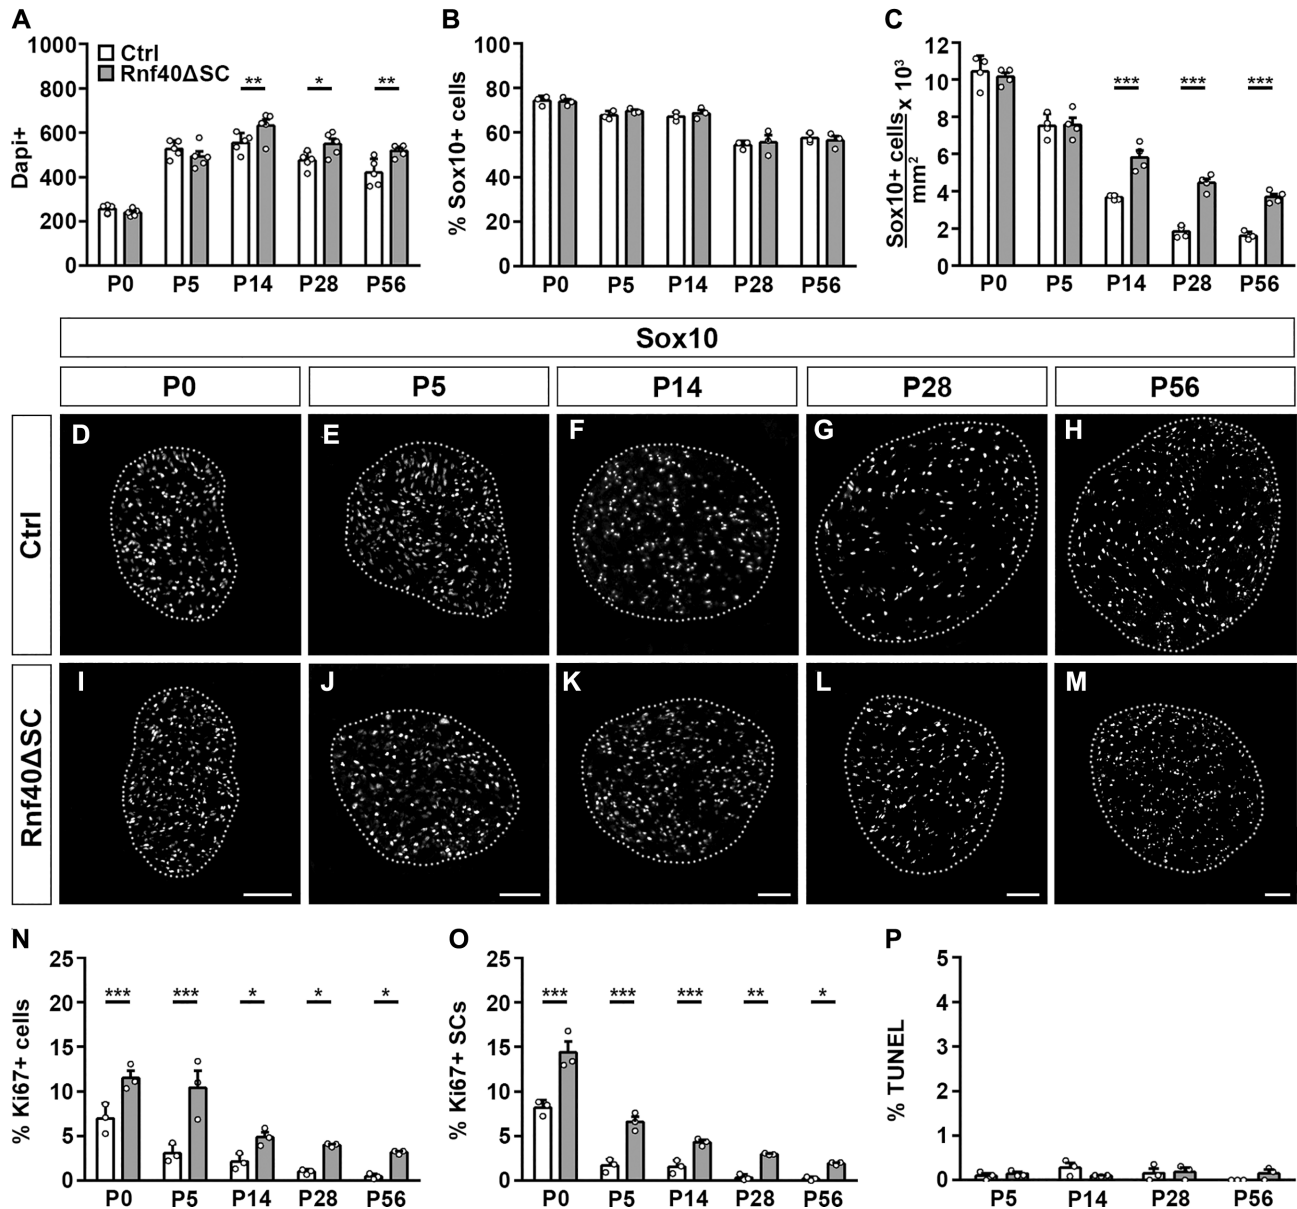 A
B
C
1000
800
600
400
200
0
Dapi+
Ctrl
Rnf40ΔSC
** * **
P0 P5 P14 P28 P56
100
80
60
40
20
0
% Sox10+ cells
P0 P5 P14 P28 P56
12
10
8
6
4
2
0
Sox10+ cells x 10³
mm²
*** *** ***
P0 P5 P14 P28 P56
Sox10
P0 P5 P14 P28 P56
Ctrl
D E F G H
Rnf40ΔSC
I J K L M
N
O
P
25
20
15
10
5
0
% Ki67+ cells
*** *** * * *
P0 P5 P14 P28 P56
25
20
15
10
5
0
% Ki67+ SCs
*** *** *** ** *
P0 P5 P14 P28 P56
5
4
3
2
1
0
% TUNEL
P5 P14 P28 P56